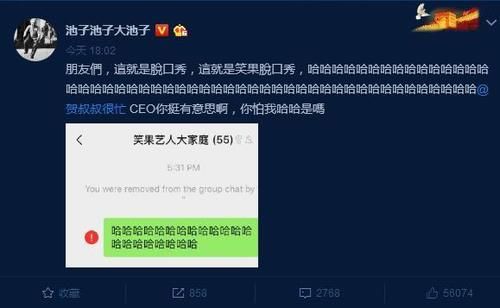 池子池子大池子
今天 18:02
朋友們，這就是脫口秀，這就是笑果脫口秀，哈哈哈哈哈哈哈哈哈哈哈哈哈哈
哈哈哈哈哈哈哈哈哈哈哈哈哈哈哈哈哈哈哈哈哈哈哈哈哈哈哈哈哈哈@
贺叔叔很忙 CEO你挺有意思啊，你怕我哈哈是嗎
笑果艺人大家庭 (55)
5:31 PM
You were removed from the group chat by "
"
哈哈哈哈哈哈哈哈哈哈哈哈哈
哈哈哈哈哈哈哈哈
收藏
858
2768
56074